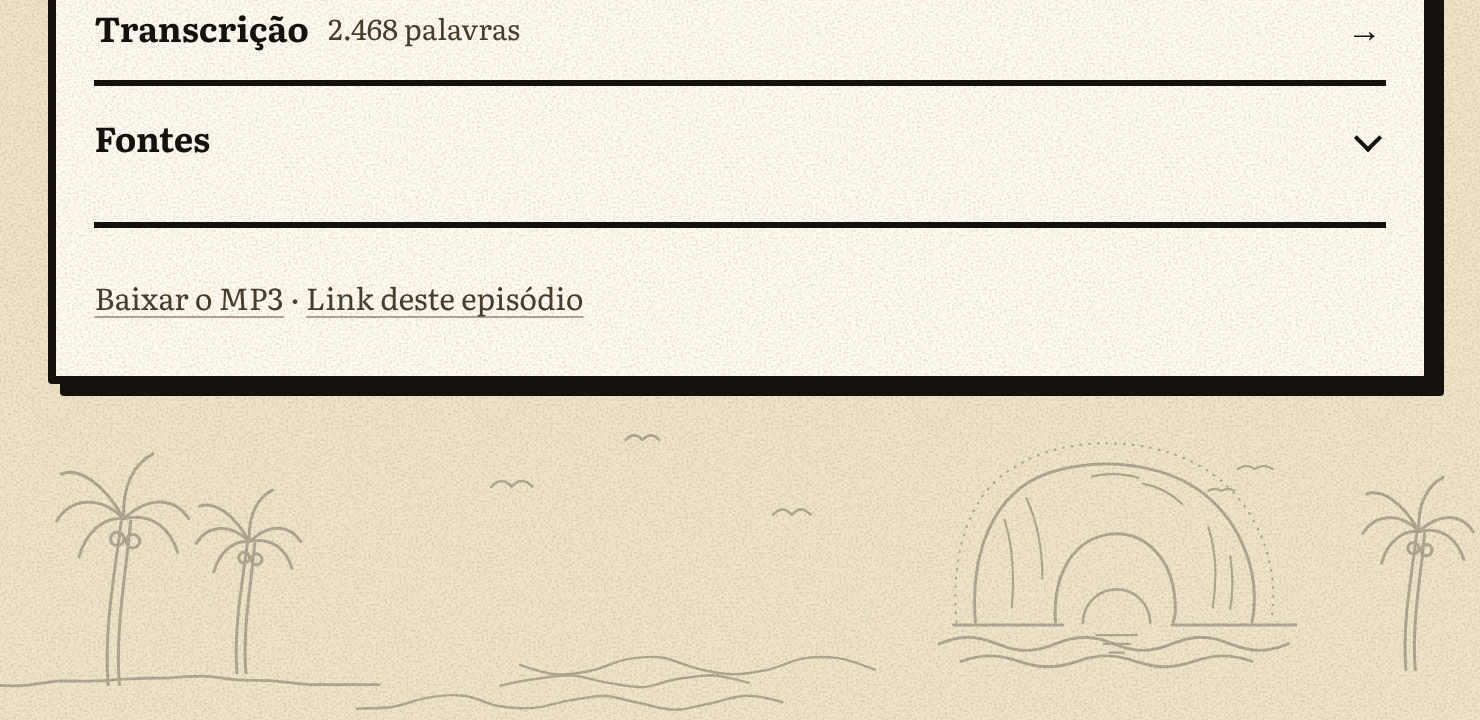 Transcrição 2.468 palavras →
Fontes
Baixar o MP3 · Link deste episódio